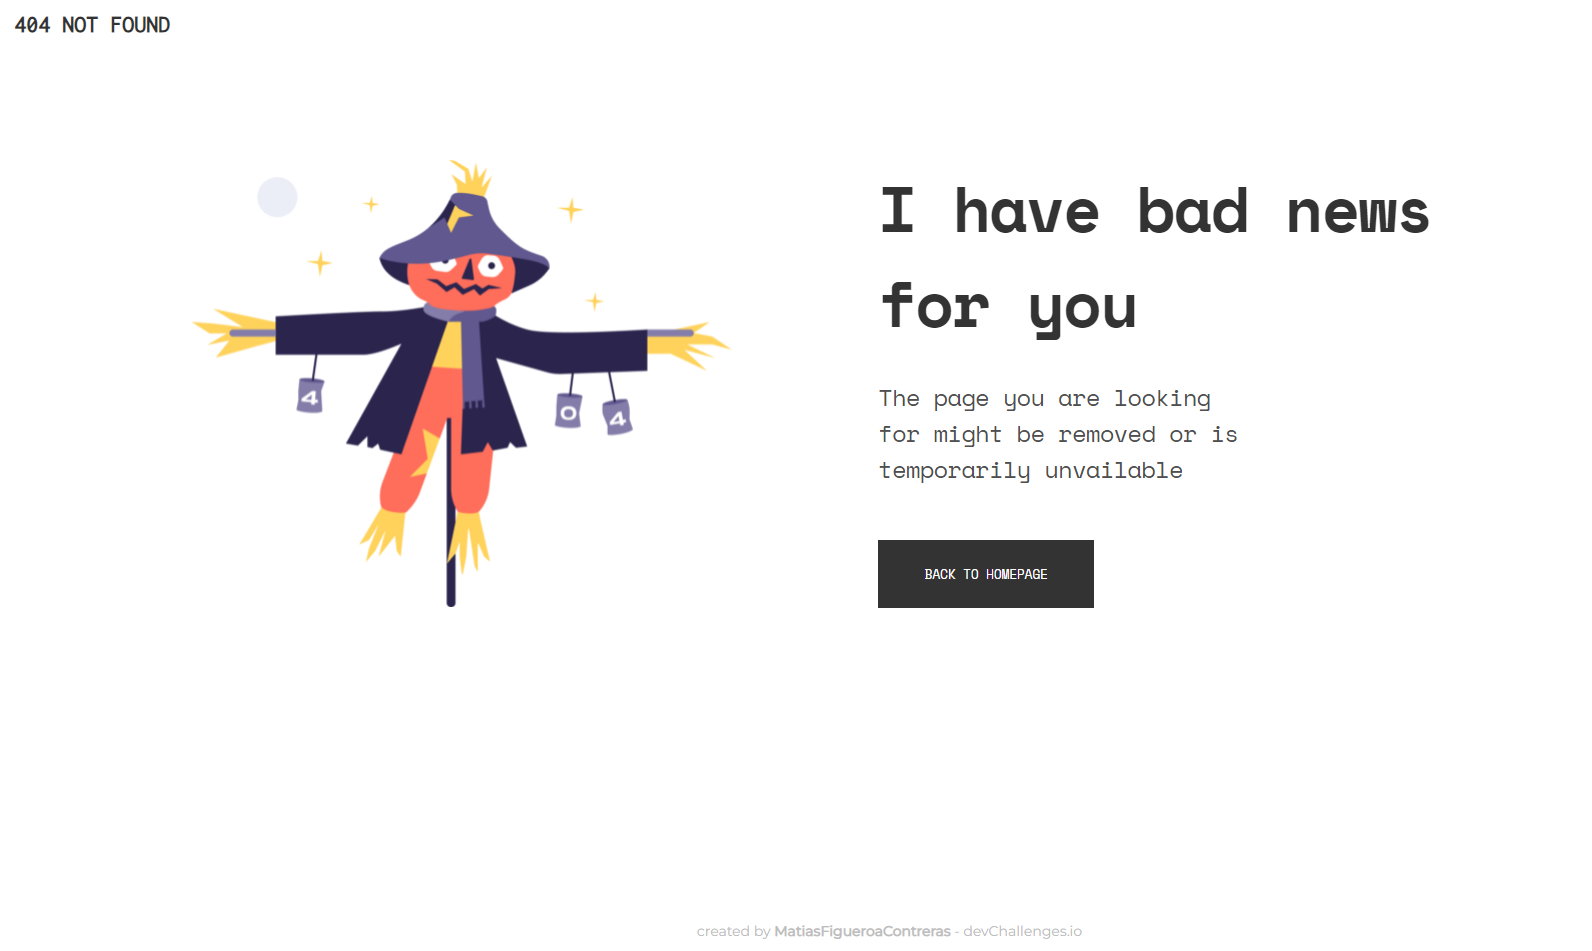 404 NOT FOUND
I have bad news
for you
4
0
4
The page you are looking
for might be removed or is
temporarily unvailable
BACK TO HOMEPAGE
created by MatiasFigueroaContreras - devChallenges.io